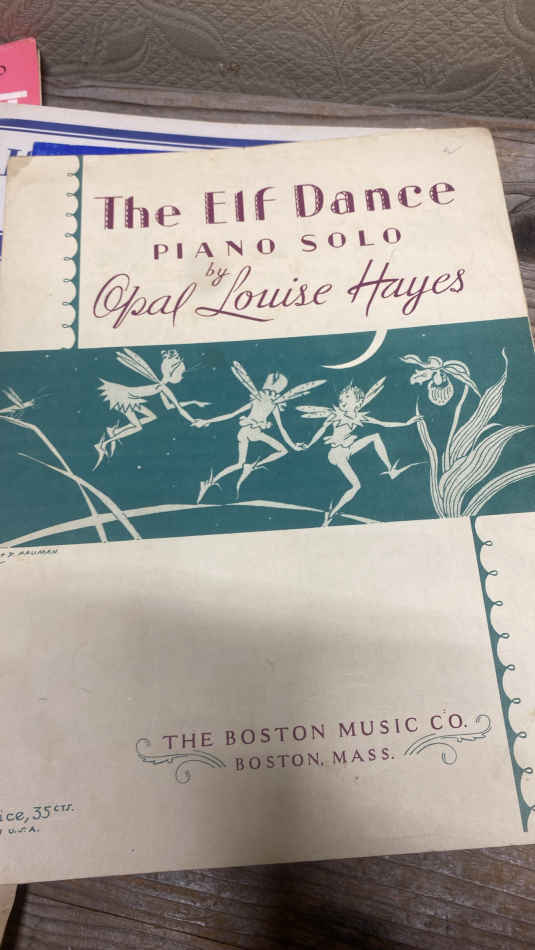 The Elf Dance
PIANO SOLO
by
Opal Louise Hayes
THE BOSTON MUSIC CO.
BOSTON, MASS.
35 CTS.
U.S.A.